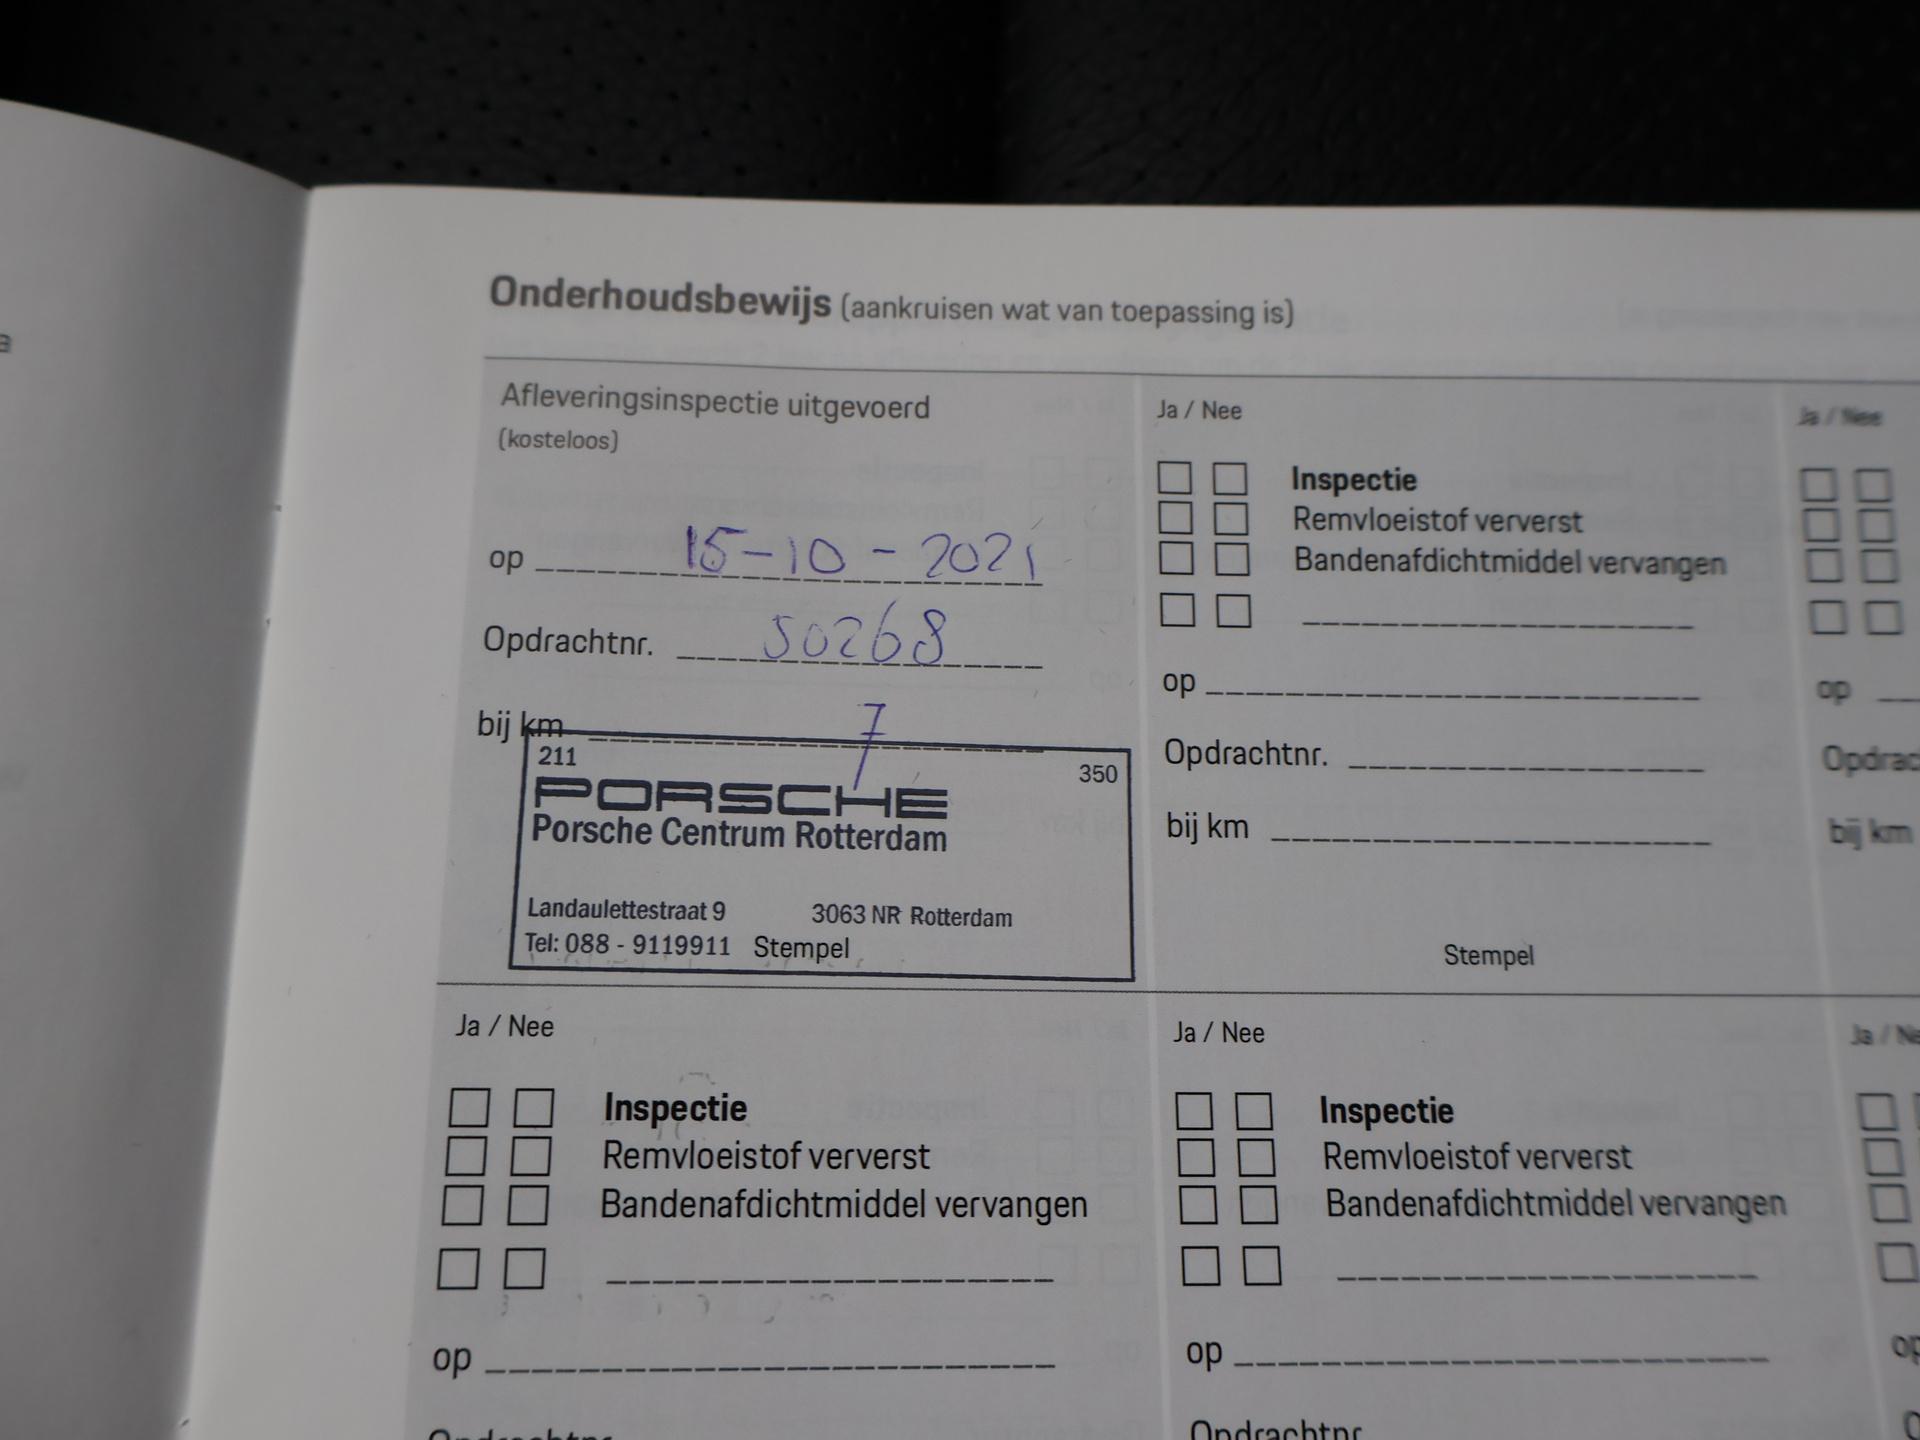 Onderhoudsbewijs (aankruisen wat van toepassing is)
Afleveringsinspectie uitgevoerd
(kosteloos)
op 15-10-2021
Opdrachtnr. 50268
bij km 7
211
350
PORSCHE
Porsche Centrum Rotterdam
Landaulettestraat 9 3063 NR Rotterdam
Tel: 088 - 9119911 Stempel
Ja / Nee
Inspectie
Remvloeistof ververst
Bandenafdichtmiddel vervangen
op
Opdrachtnr.
bij km
Stempel
Ja / Nee
op
bij km
Ja / Nee
Inspectie
Remvloeistof ververst
Bandenafdichtmiddel vervangen
op
Opdrachtnr.
Ja / Nee
Inspectie
Remvloeistof ververst
Bandenafdichtmiddel vervangen
op
Opdrachtnr.